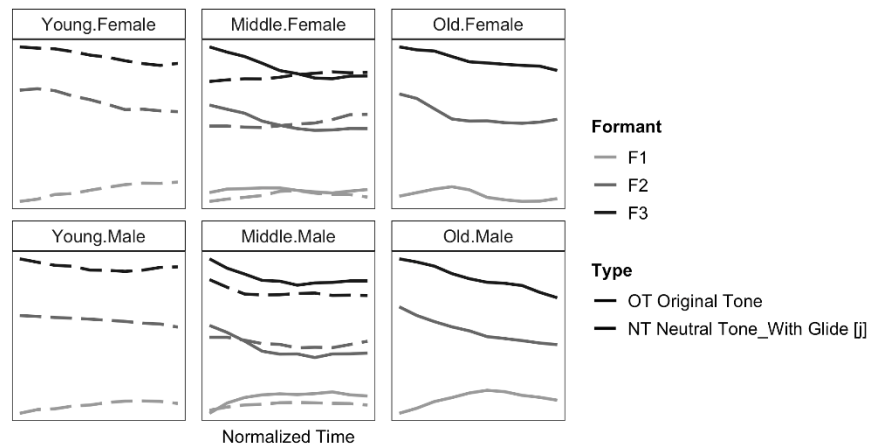 Young.Female
Middle.Female
Old.Female
Young.Male
Middle.Male
Old.Male
Normalized Time
Formant
F1
F2
F3
Type
OT Original Tone
NT Neutral Tone_With Glide [j]